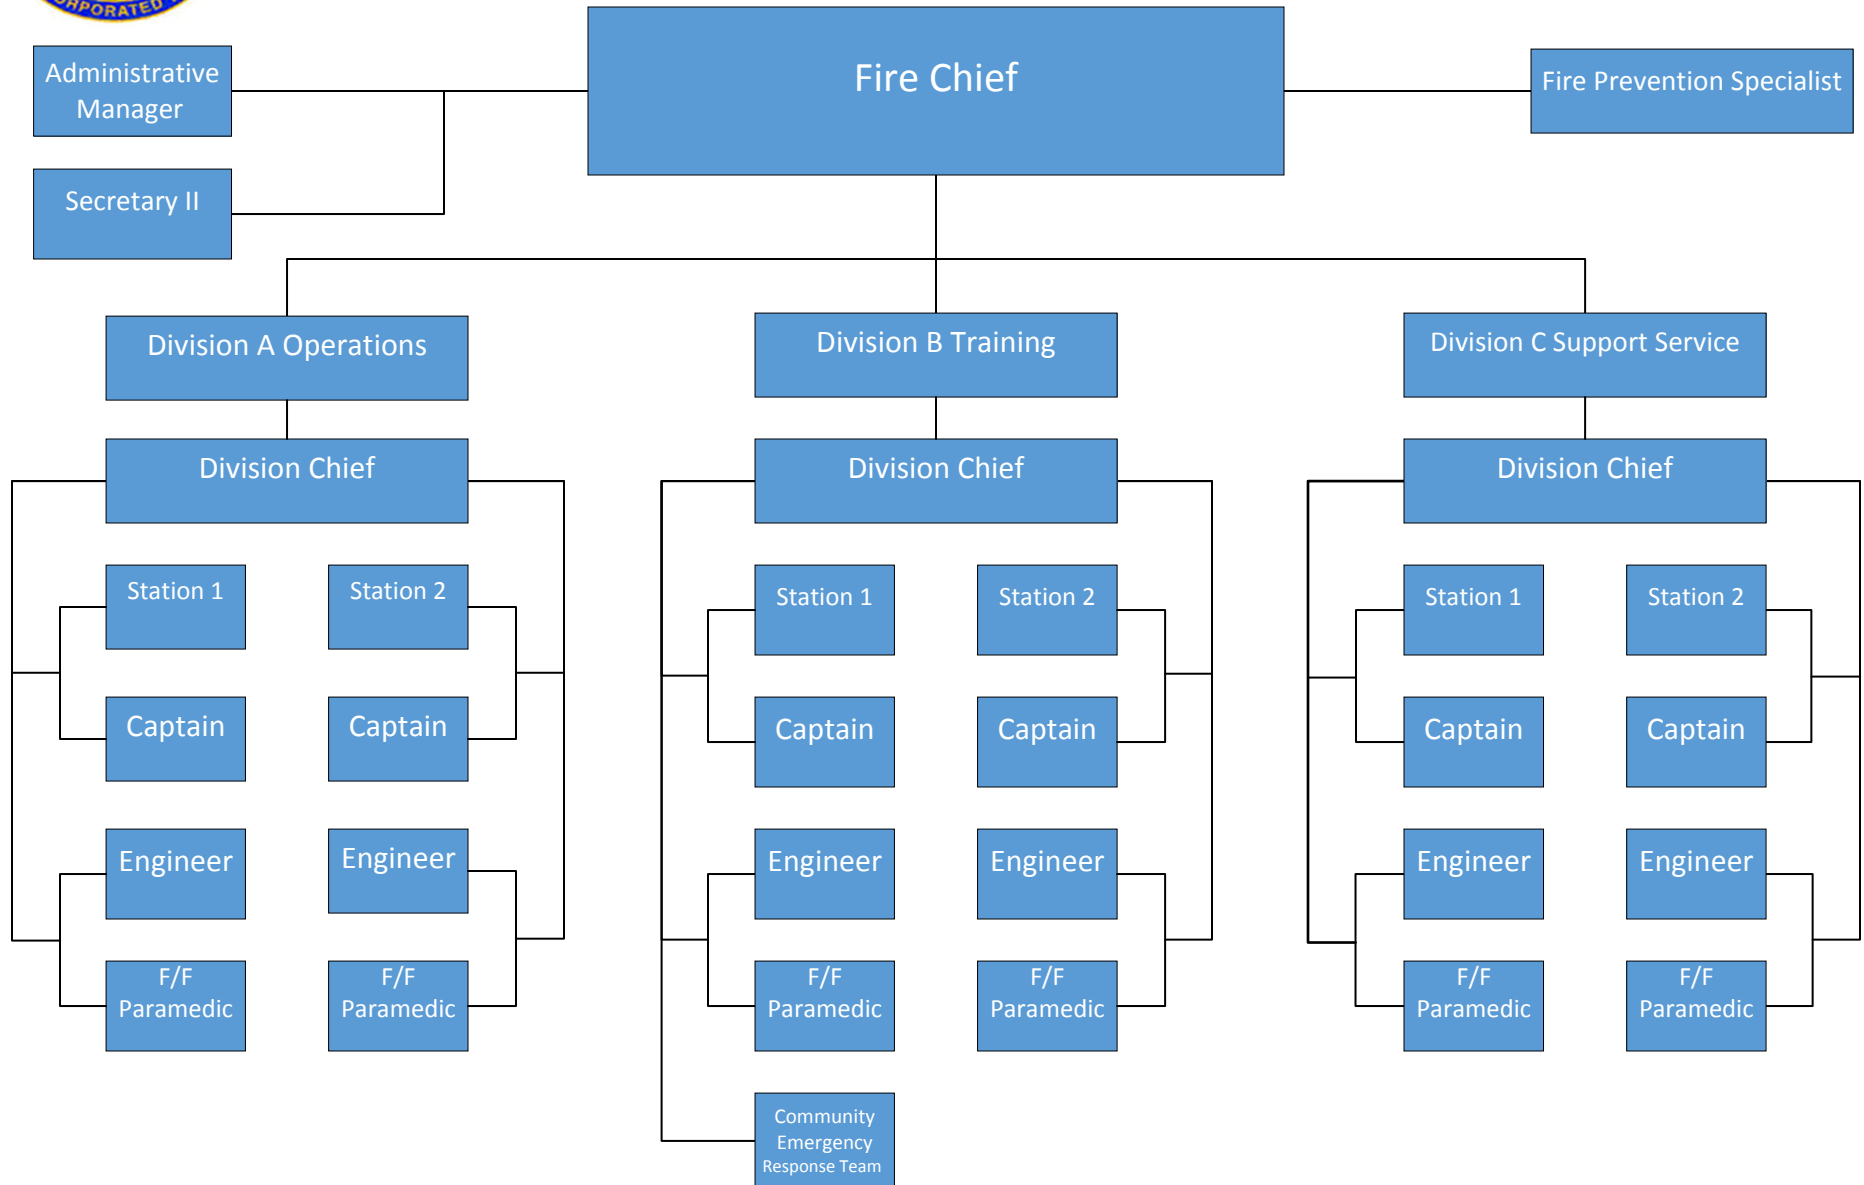 CORPORATED
Fire Chief
Administrative
Manager
Fire Prevention Specialist
Secretary II
Division A Operations
Division B Training
Division C Support Service
Division Chief
Division Chief
Division Chief
Station 1
Station 2
Station 1
Station 2
Station 1
Station 2
Captain
Captain
Captain
Captain
Captain
Captain
Engineer
Engineer
Engineer
Engineer
Engineer
Engineer
F/F
Paramedic
F/F
Paramedic
F/F
Paramedic
F/F
Paramedic
F/F
Paramedic
F/F
Paramedic
Community
Emergency
Response Team